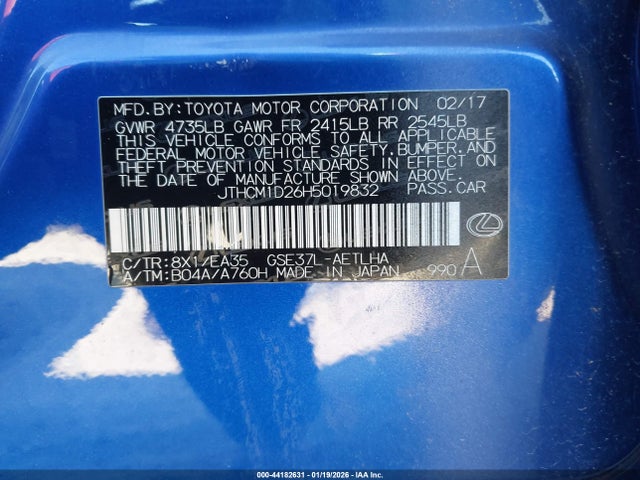 MFD.BY:TOYOTA MOTOR CORPORATION 02/17
GVWR 4735LB GAWR FR 2415LB RR 2545LB
THIS VEHICLE CONFORMS TO ALL APPLICABLE
FEDERAL MOTOR VEHICLE SAFETY,BUMPER,AND
THEFT PREVENTION STANDARDS IN EFFECT ON
THE DATE OF MANUFACTURE SHOWN ABOVE.
JTHCM1D26H5019832 PASS.CAR
C/TR:8X1/EA35 GSE37L-AETLHA
A/TM:B04A/A760H MADE IN JAPAN 990 A
000-44182631 - 01/19/2026 - IAA Inc.